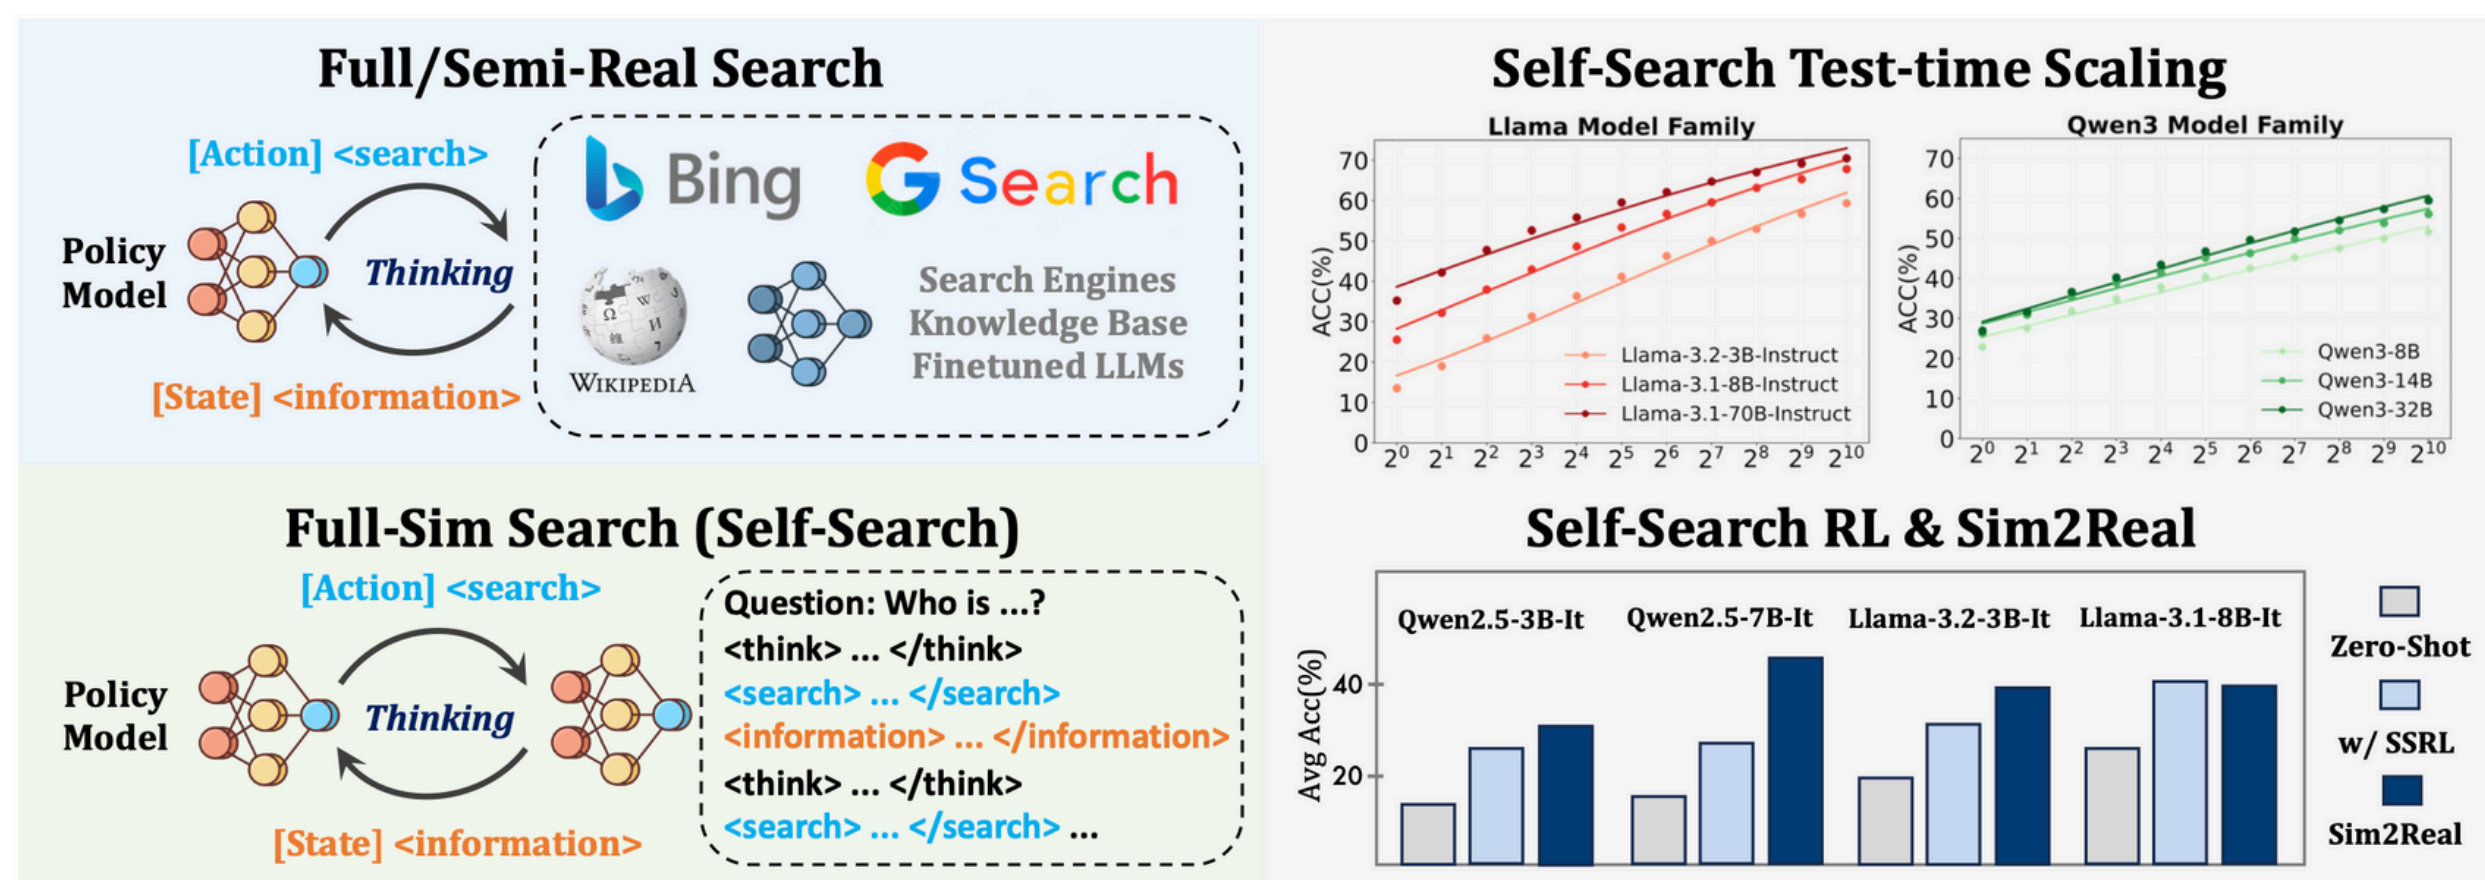 Full/Semi-Real Search
[Action] <search>
Policy
Model
Thinking
[State] <information>
Bing
G Search
WIKIPEDIA
Ω
W
И
Search Engines
Knowledge Base
Finetuned LLMs
Full-Sim Search (Self-Search)
[Action] <search>
Policy
Model
Thinking
[State] <information>
Question: Who is ...?
<think> ... </think>
<search> ... </search>
<information> ... </information>
<think> ... </think>
<search> ... </search> ...
Self-Search Test-time Scaling
Llama Model Family
ACC(%)
70
60
50
40
30
20
10
0
2⁰ 2¹ 2² 2³ 2⁴ 2⁵ 2⁶ 2⁷ 2⁸ 2⁹ 2¹⁰
Llama-3.2-3B-Instruct
Llama-3.1-8B-Instruct
Llama-3.1-70B-Instruct
Qwen3 Model Family
ACC(%)
70
60
50
40
30
20
10
0
2⁰ 2¹ 2² 2³ 2⁴ 2⁵ 2⁶ 2⁷ 2⁸ 2⁹ 2¹⁰
Qwen3-8B
Qwen3-14B
Qwen3-32B
Self-Search RL & Sim2Real
Avg Acc(%)
40
20
Qwen2.5-3B-It Qwen2.5-7B-It Llama-3.2-3B-It Llama-3.1-8B-It
Zero-Shot
w/ SSRL
Sim2Real